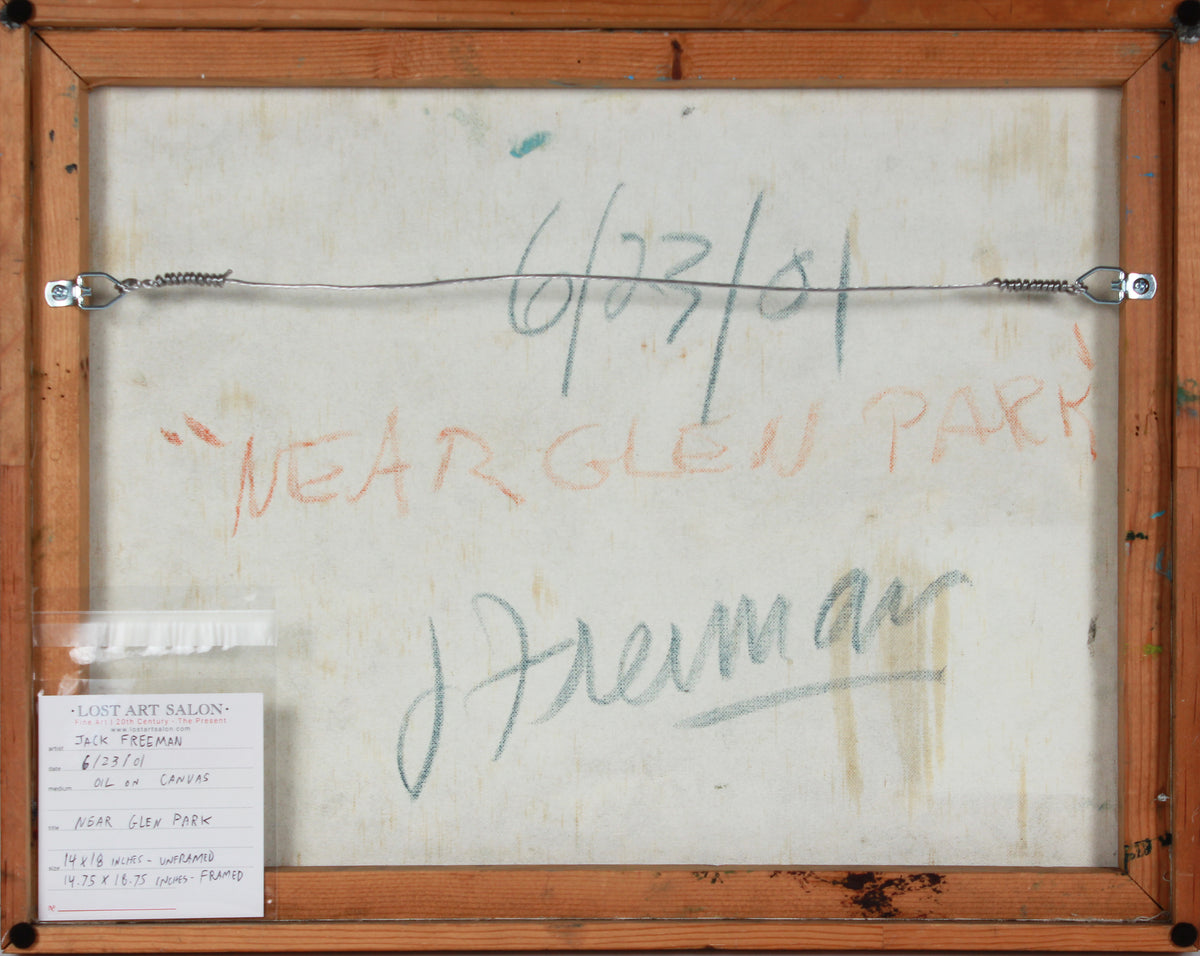 6/23/01
"NEAR GLEN PARK"
J Freeman
·LOST ART SALON·
Fine Art | 20th Century - The Present
www.lostartsalon.com
artist JACK FREEMAN
date 6/23/01
medium OIL ON CANVAS
title NEAR GLEN PARK
size 14 X 18 INCHES - UNFRAMED
14.75 X 18.75 INCHES - FRAMED